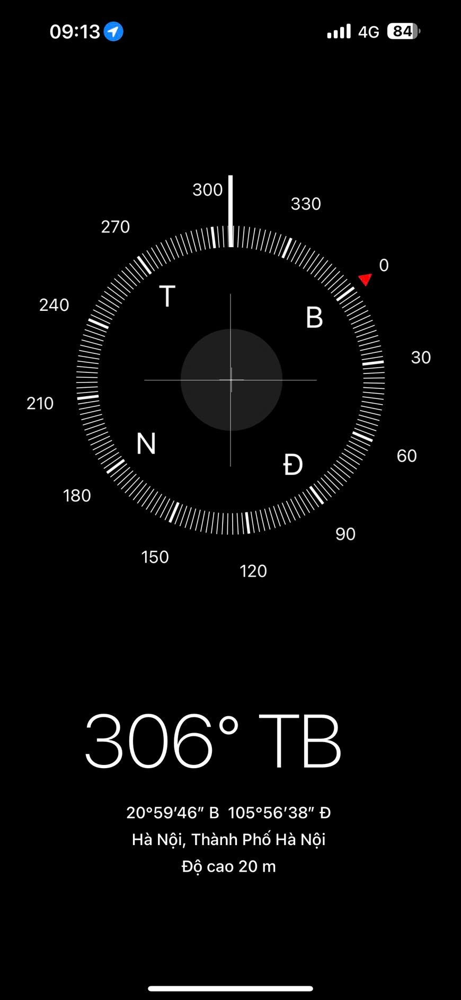 09:13 4G 84
300
330
270
0
240
T
B
30
210
N
Đ
60
180
90
150
120
306° TB
20°59’46” B 105°56’38” Đ
Hà Nội, Thành Phố Hà Nội
Độ cao 20 m